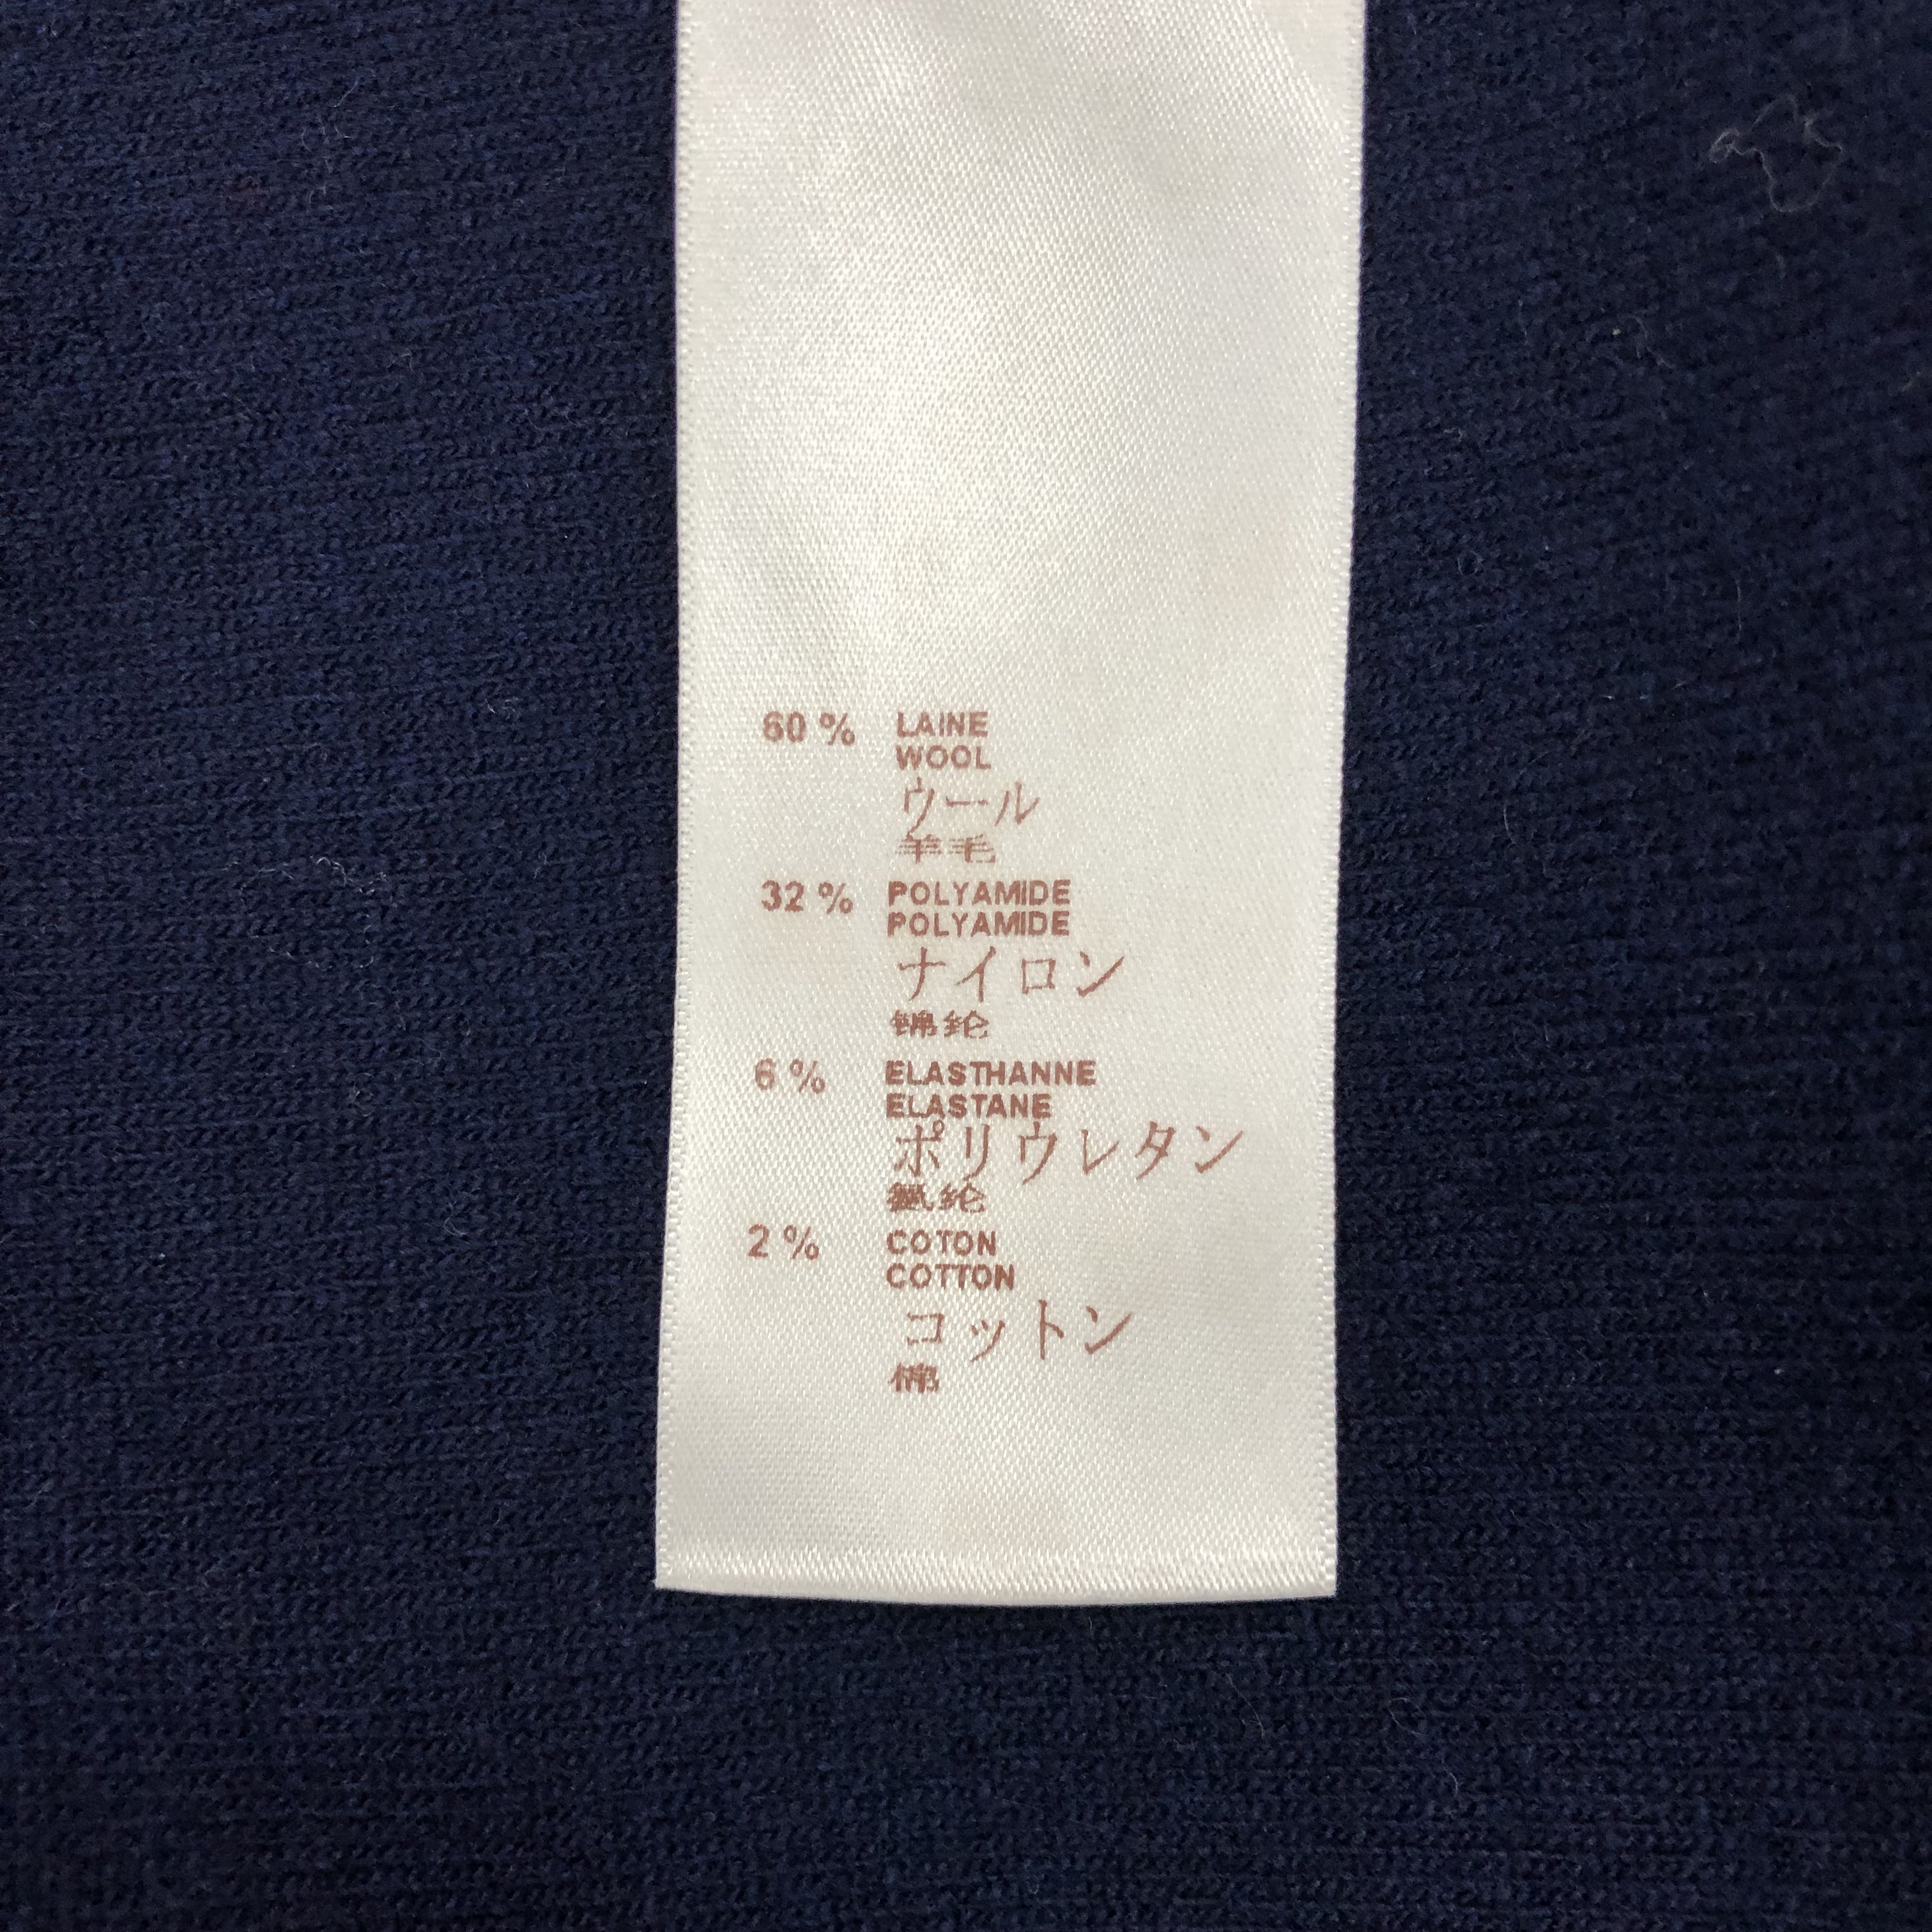 60 % LAINE
WOOL
ウール
羊毛
32 % POLYAMIDE
POLYAMIDE
ナイロン
锦纶
6 % ELASTHANNE
ELASTANE
ポリウレタン
氨纶
2 % COTON
COTTON
コットン
棉